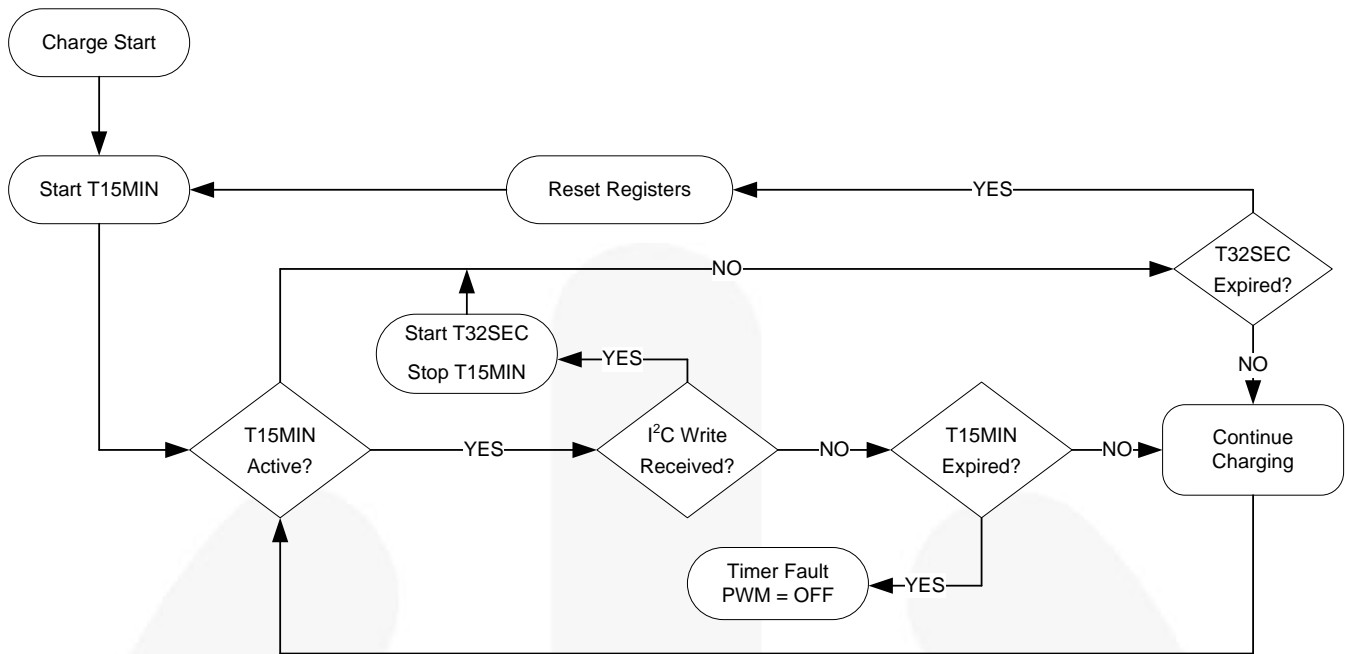 Charge Start
Start T15MIN
Reset Registers
YES
T32SEC
Expired?
NO
Start T32SEC
Stop T15MIN
YES
NO
T15MIN
Active?
YES
I²C Write
Received?
NO
T15MIN
Expired?
NO
Continue
Charging
Timer Fault
PWM = OFF
YES